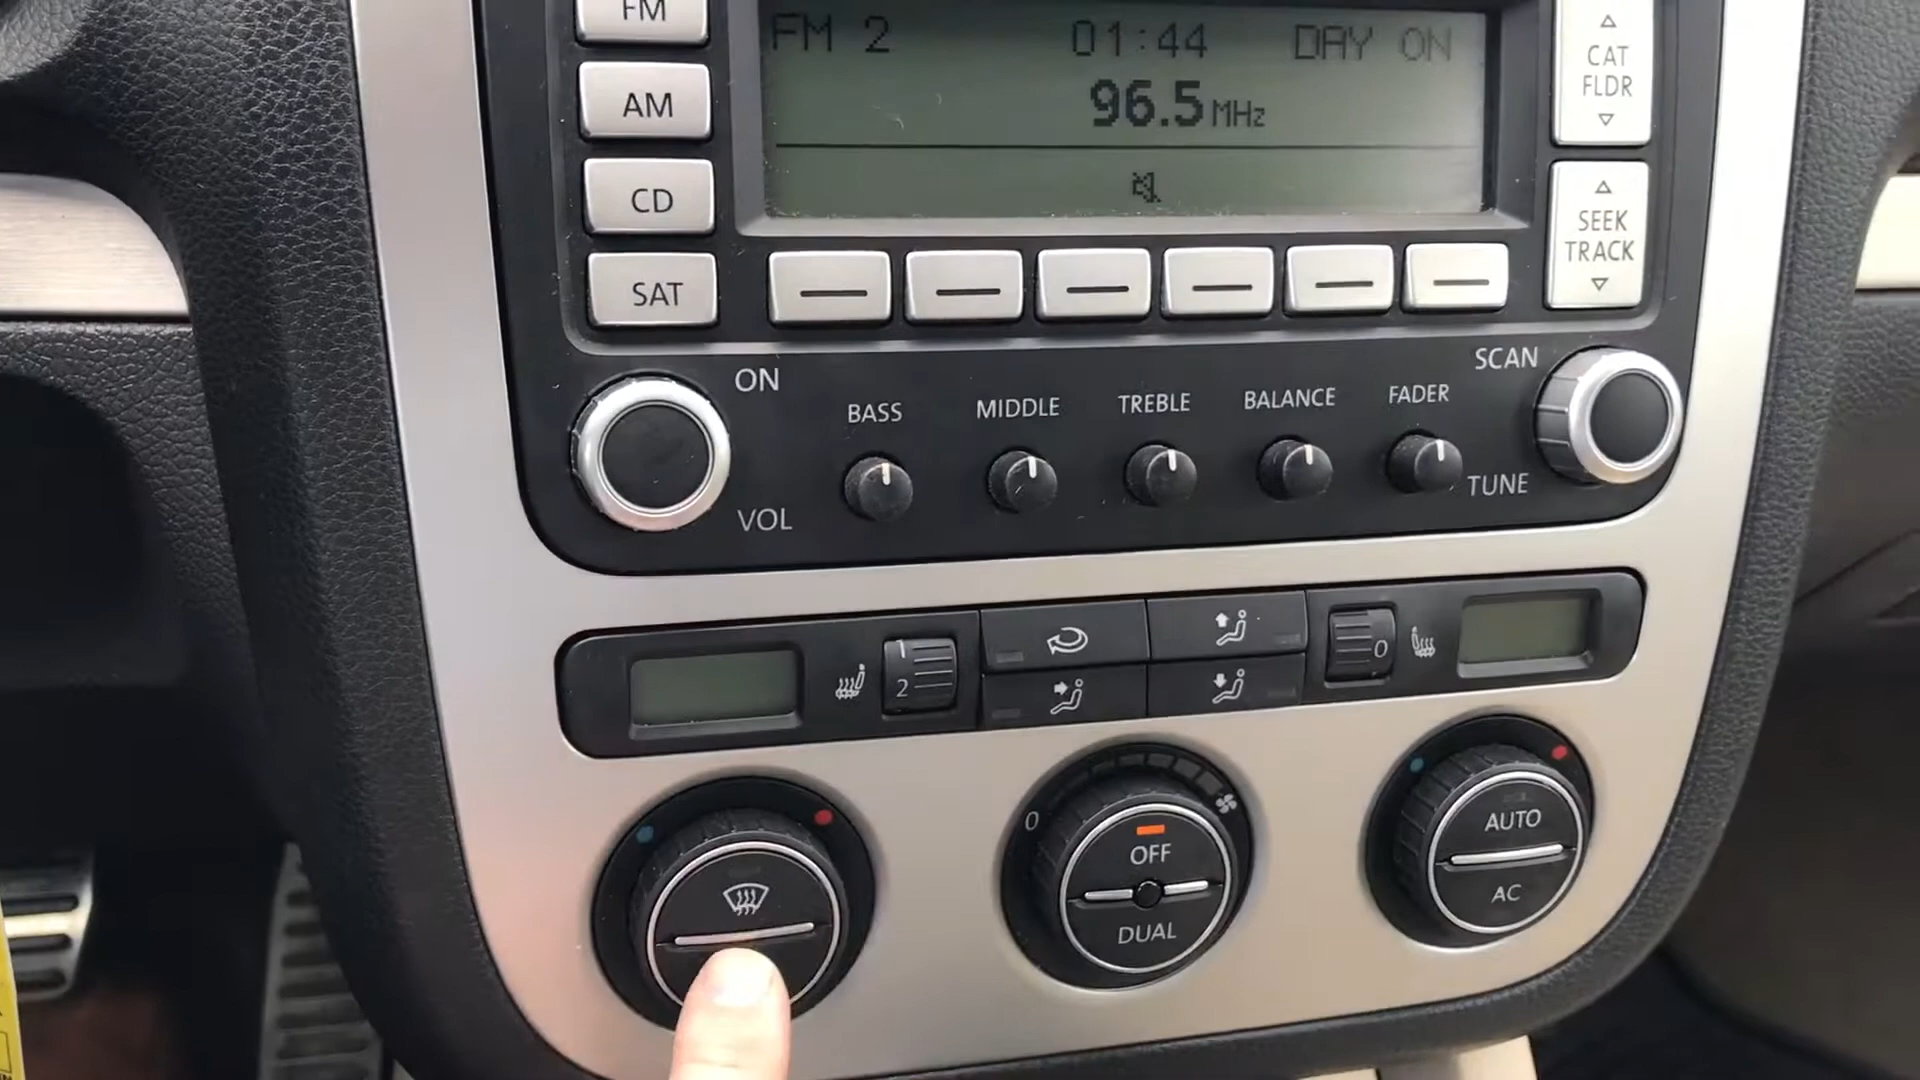 FM
AM
CD
SAT
FM 2 01:44 DAY ON
96.5 MHz
CAT
FLDR
SEEK
TRACK
ON
VOL
BASS
MIDDLE
TREBLE
BALANCE
FADER
SCAN
TUNE
1
2
0
0
OFF
DUAL
AUTO
AC